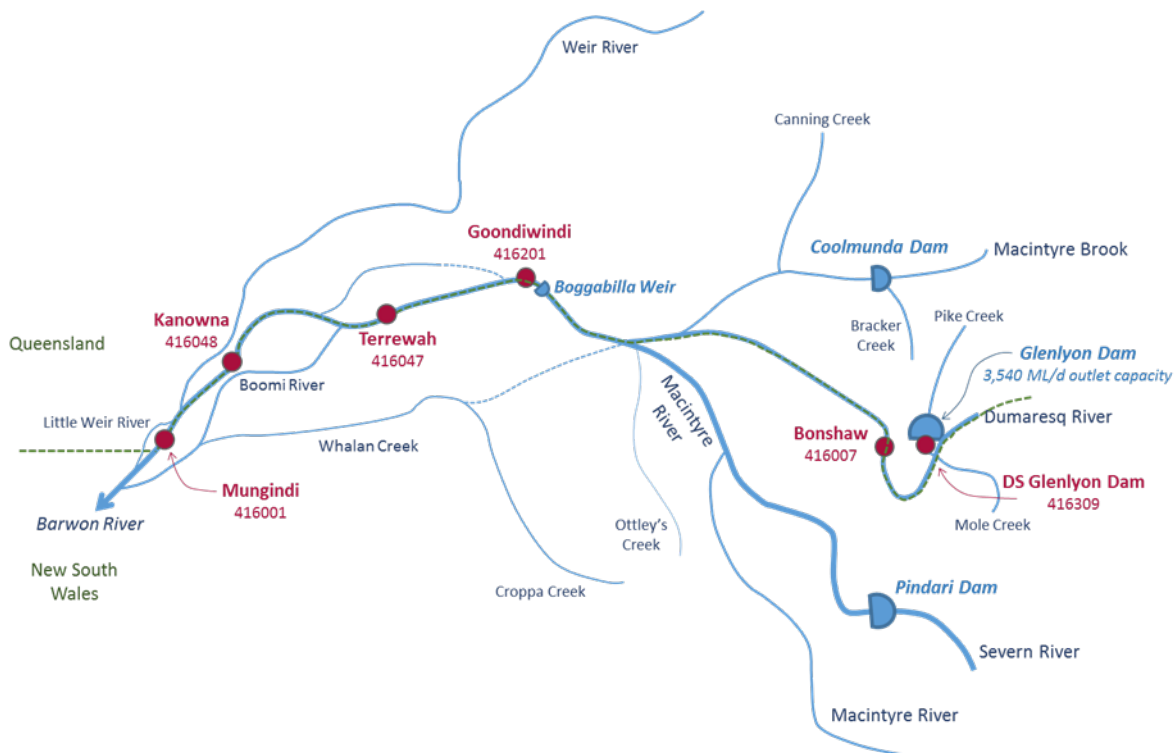 Weir River
Canning Creek
Goondiwindi
416201
Coolmunda Dam
Macintyre Brook
Boggabilla Weir
Kanowna
416048
Terrewah
416047
Bracker
Creek
Pike Creek
Queensland
Glenlyon Dam
3,540 ML/d outlet capacity
Boomi River
Macintyre
River
Dumaresq River
Little Weir River
Whalan Creek
Bonshaw
416007
Mungindi
416001
DS Glenlyon Dam
416309
Barwon River
Ottley's
Creek
Mole Creek
New South
Wales
Croppa Creek
Pindari Dam
Severn River
Macintyre River